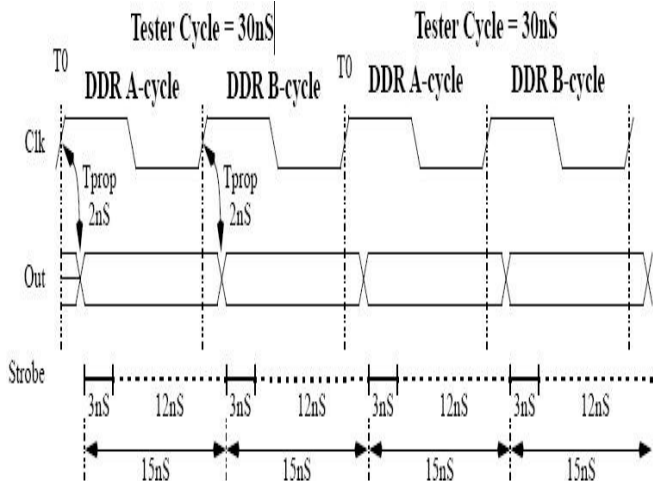 Tester Cycle = 30nS Tester Cycle = 30nS
T0 T0
DDR A-cycle DDR B-cycle DDR A-cycle DDR B-cycle
Clk
Tprop Tprop
2nS 2nS
Out
Strobe
3nS 12nS 3nS 12nS 3nS 12nS 3nS 12nS
15nS 15nS 15nS 15nS